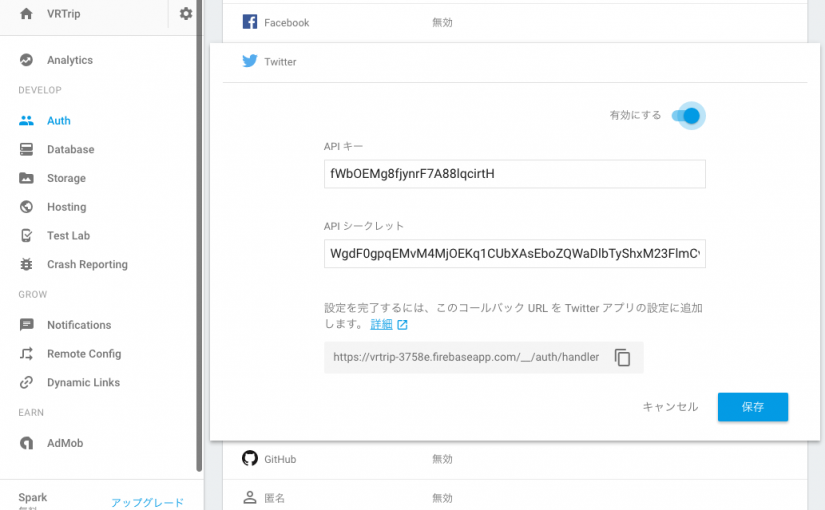 VRTrip
Analytics
DEVELOP
Auth
Database
Storage
Hosting
Test Lab
Crash Reporting
GROW
Notifications
Remote Config
Dynamic Links
EARN
AdMob
Spark
アップグレード
Facebook 無効
Twitter
有効にする
API キー
fWbOEMg8fjynrF7A88lqcirtH
API シークレット
WgdF0gpqEMvM4MjOEKq1CUbXAsEboZQWaDlbTyShxM23FlmC
設定を完了するには、このコールバック URL を Twitter アプリの設定に追加
します。 詳細
https://vrtrip-3758e.firebaseapp.com/__/auth/handler
キャンセル 保存
GitHub 無効
匿名 無効